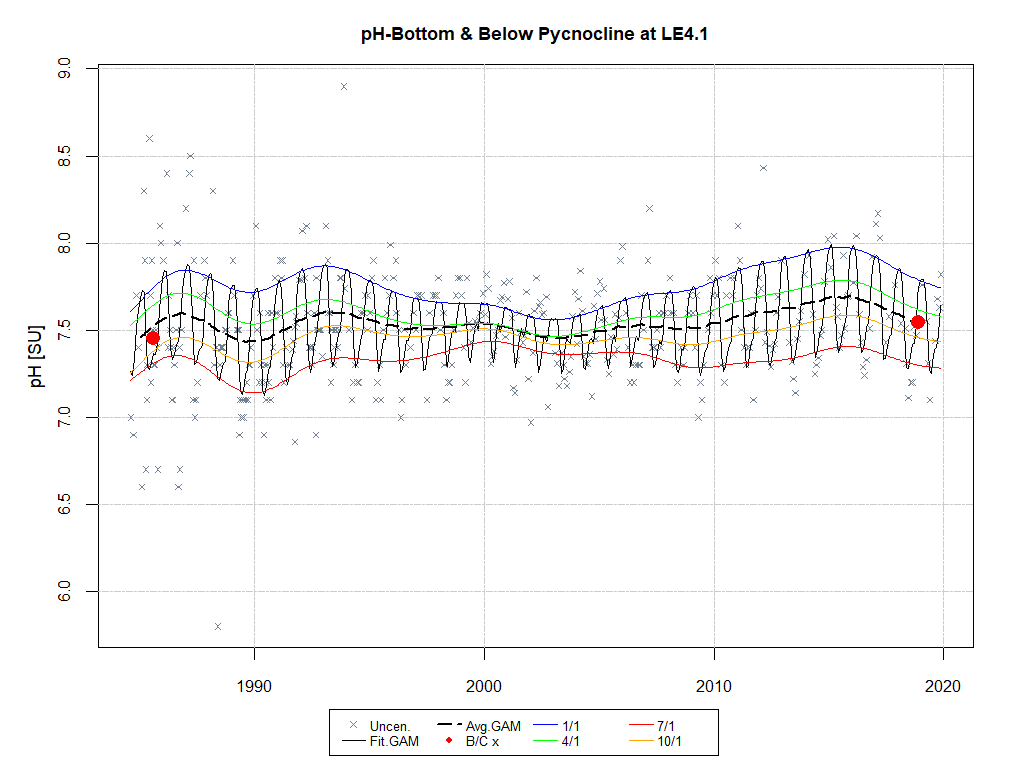 pH-Bottom & Below Pycnocline at LE4.1
pH [SU]
9.0
8.5
8.0
7.5
7.0
6.5
6.0
1990 2000 2010 2020
Uncen. Avg.GAM 1/1 7/1
Fit.GAM B/C x 4/1 10/1